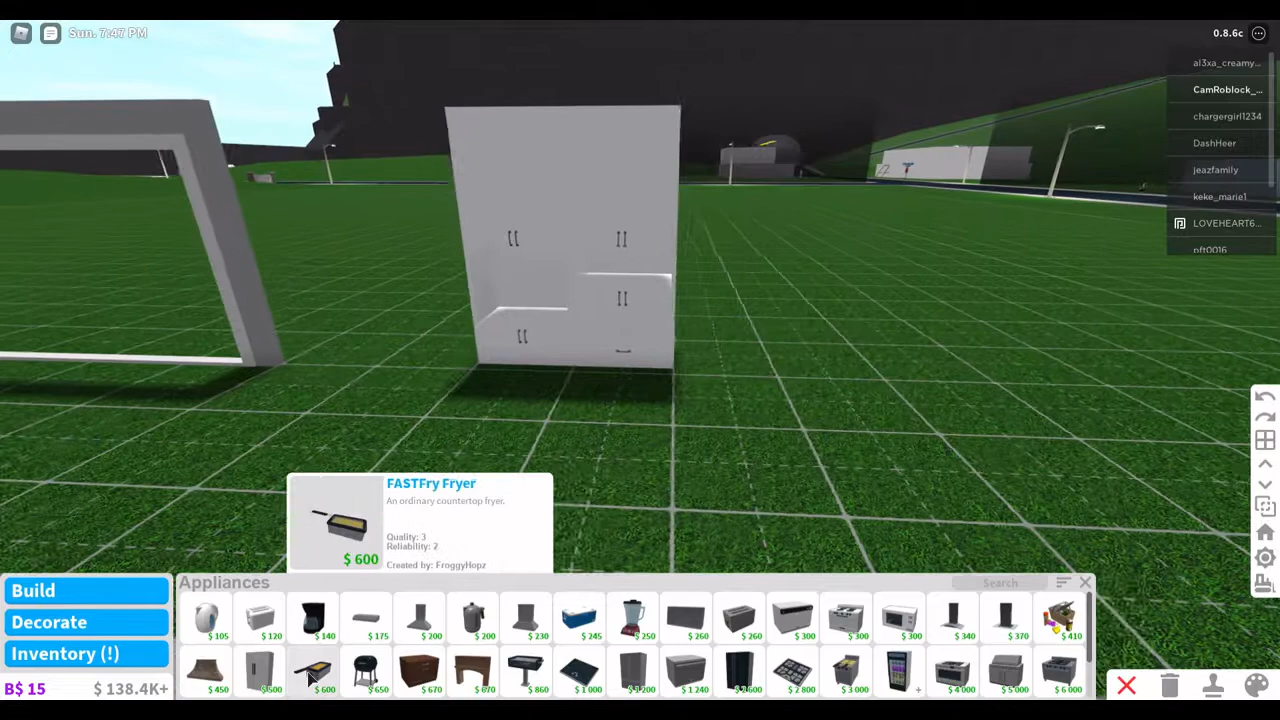 Sun. 7:47 PM
0.8.6c
al3xa_creamy...
CamRoblock_...
chargergirl1234
DashHeer
jeazfamily
keke_marie1
LOVEHEART6...
pft0016
FASTFry Fryer
An ordinary countertop fryer.
Quality: 3
Reliability: 2
$ 600
Created by: FroggyHopz
Build
Decorate
Inventory (!)
B$ 15 $ 138.4K+
Appliances
Search
$ 105 $ 120 $ 140 $ 175 $ 200 $ 200 $ 230 $ 245 $ 250 $ 260 $ 260 $ 300 $ 300 $ 300 $ 340 $ 370 $ 410
$ 450 $ 500 $ 600 $ 650 $ 670 $ 670 $ 860 $ 1 000 $ 1 240 $ 2 800 $ 3 000 + $ 4 000 $ 5 000 $ 6 000